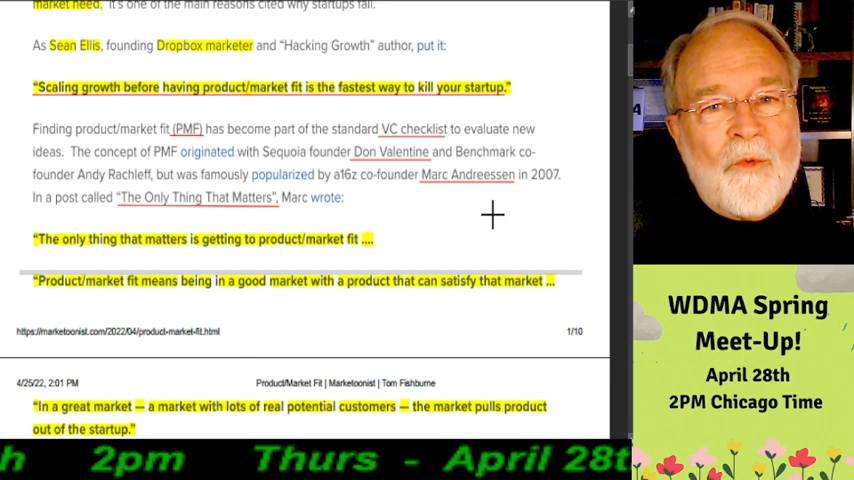 market need. It's one of the main reasons cited why startups fail.
As Sean Ellis, founding Dropbox marketer and “Hacking Growth” author, put it:
“Scaling growth before having product/market fit is the fastest way to kill your startup.”
Finding product/market fit (PMF) has become part of the standard VC checklist to evaluate new
ideas. The concept of PMF originated with Sequoia founder Don Valentine and Benchmark co-
founder Andy Rachleff, but was famously popularized by a16z co-founder Marc Andreessen in 2007.
In a post called “The Only Thing That Matters”, Marc wrote:
“The only thing that matters is getting to product/market fit ....
“Product/market fit means being in a good market with a product that can satisfy that market ...
https://marketoonist.com/2022/04/product-market-fit.html 1/10
4/25/22, 2:01 PM Product/Market Fit | Marketoonist | Tom Fishburne
“In a great market — a market with lots of real potential customers — the market pulls product
out of the startup.”
h 2pm Thurs - April 28t
WDMA Spring
Meet-Up!
April 28th
2PM Chicago Time